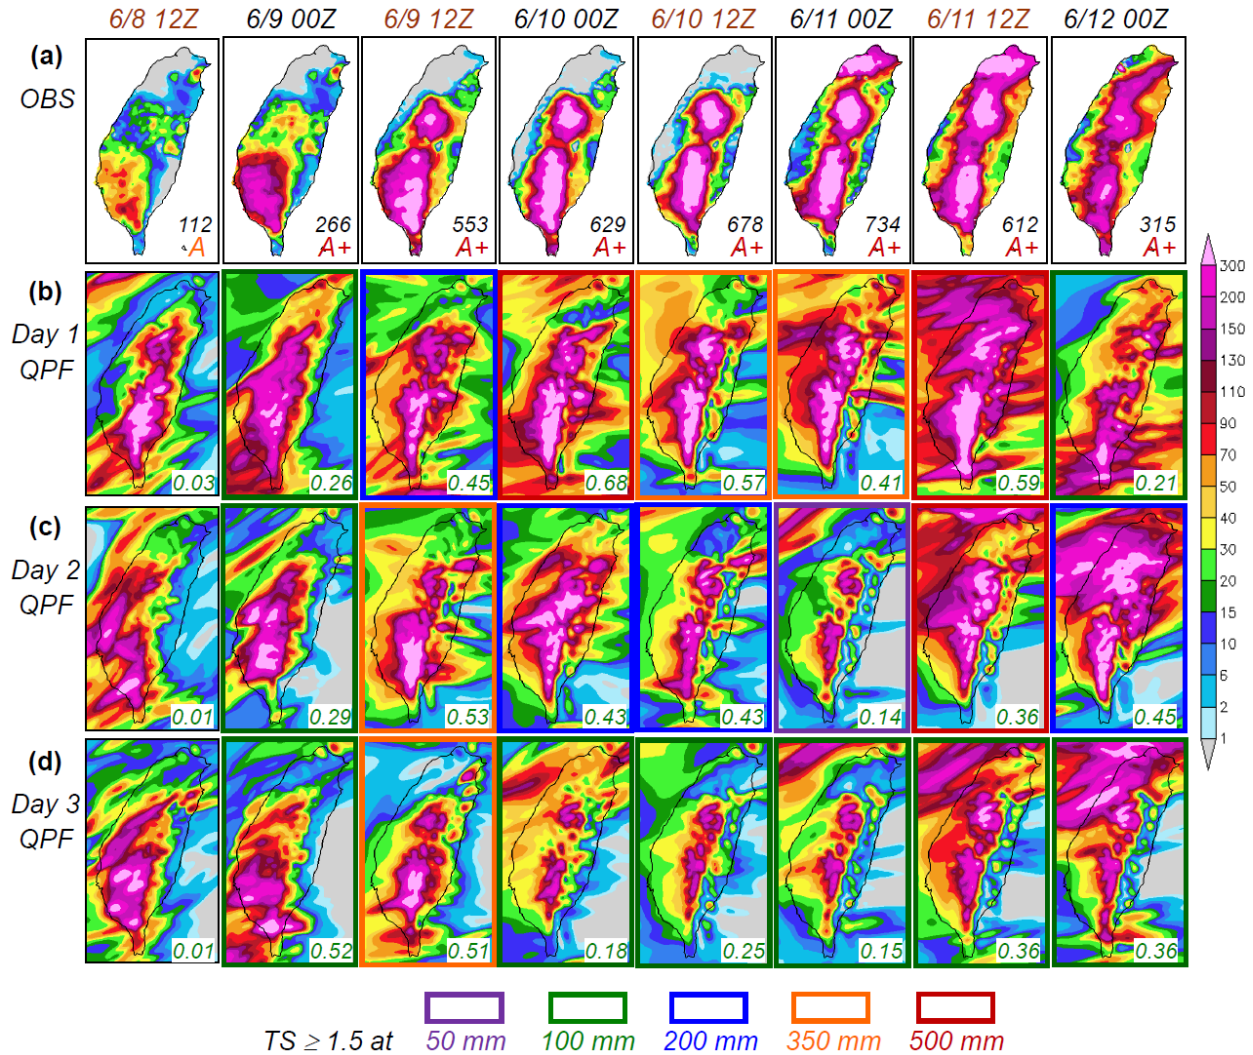 6/8 12Z 6/9 00Z 6/9 12Z 6/10 00Z 6/10 12Z 6/11 00Z 6/11 12Z 6/12 00Z
(a)
OBS
112 266 553 629 678 734 612 315
A A+ A+ A+ A+ A+ A+ A+
(b)
Day 1
QPF
0.03 0.26 0.45 0.68 0.57 0.41 0.59 0.21
(c)
Day 2
QPF
0.01 0.29 0.53 0.43 0.43 0.14 0.36 0.45
(d)
Day 3
QPF
0.01 0.52 0.51 0.18 0.25 0.15 0.36 0.36
300
200
150
130
110
90
70
50
40
30
20
15
10
6
2
1
TS ≥ 1.5 at 50 mm 100 mm 200 mm 350 mm 500 mm